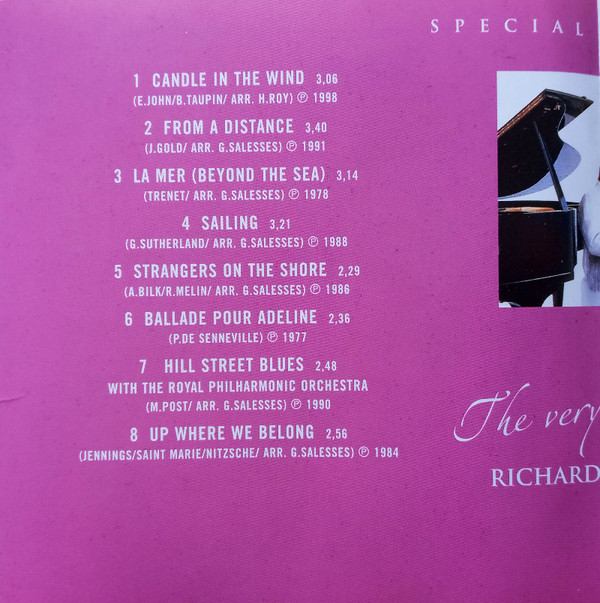 SPECIAL
1 CANDLE IN THE WIND 3,06
(E.JOHN/B.TAUPIN/ ARR. H.ROY) ℗ 1998
2 FROM A DISTANCE 3,40
(J.GOLD/ ARR. G.SALESSES) ℗ 1991
3 LA MER (BEYOND THE SEA) 3,14
(TRENET/ ARR. G.SALESSES) ℗ 1978
4 SAILING 3,21
(G.SUTHERLAND/ ARR. G.SALESSES) ℗ 1988
5 STRANGERS ON THE SHORE 2,29
(A.BILK/R.MELIN/ ARR. G.SALESSES) ℗ 1986
6 BALLADE POUR ADELINE 2,36
(P.DE SENNEVILLE) ℗ 1977
7 HILL STREET BLUES 2,48
WITH THE ROYAL PHILHARMONIC ORCHESTRA
(M.POST/ ARR. G.SALESSES) ℗ 1990
8 UP WHERE WE BELONG 2,56
(JENNINGS/SAINT MARIE/NITZSCHE/ ARR. G.SALESSES) ℗ 1984
The very
RICHARD